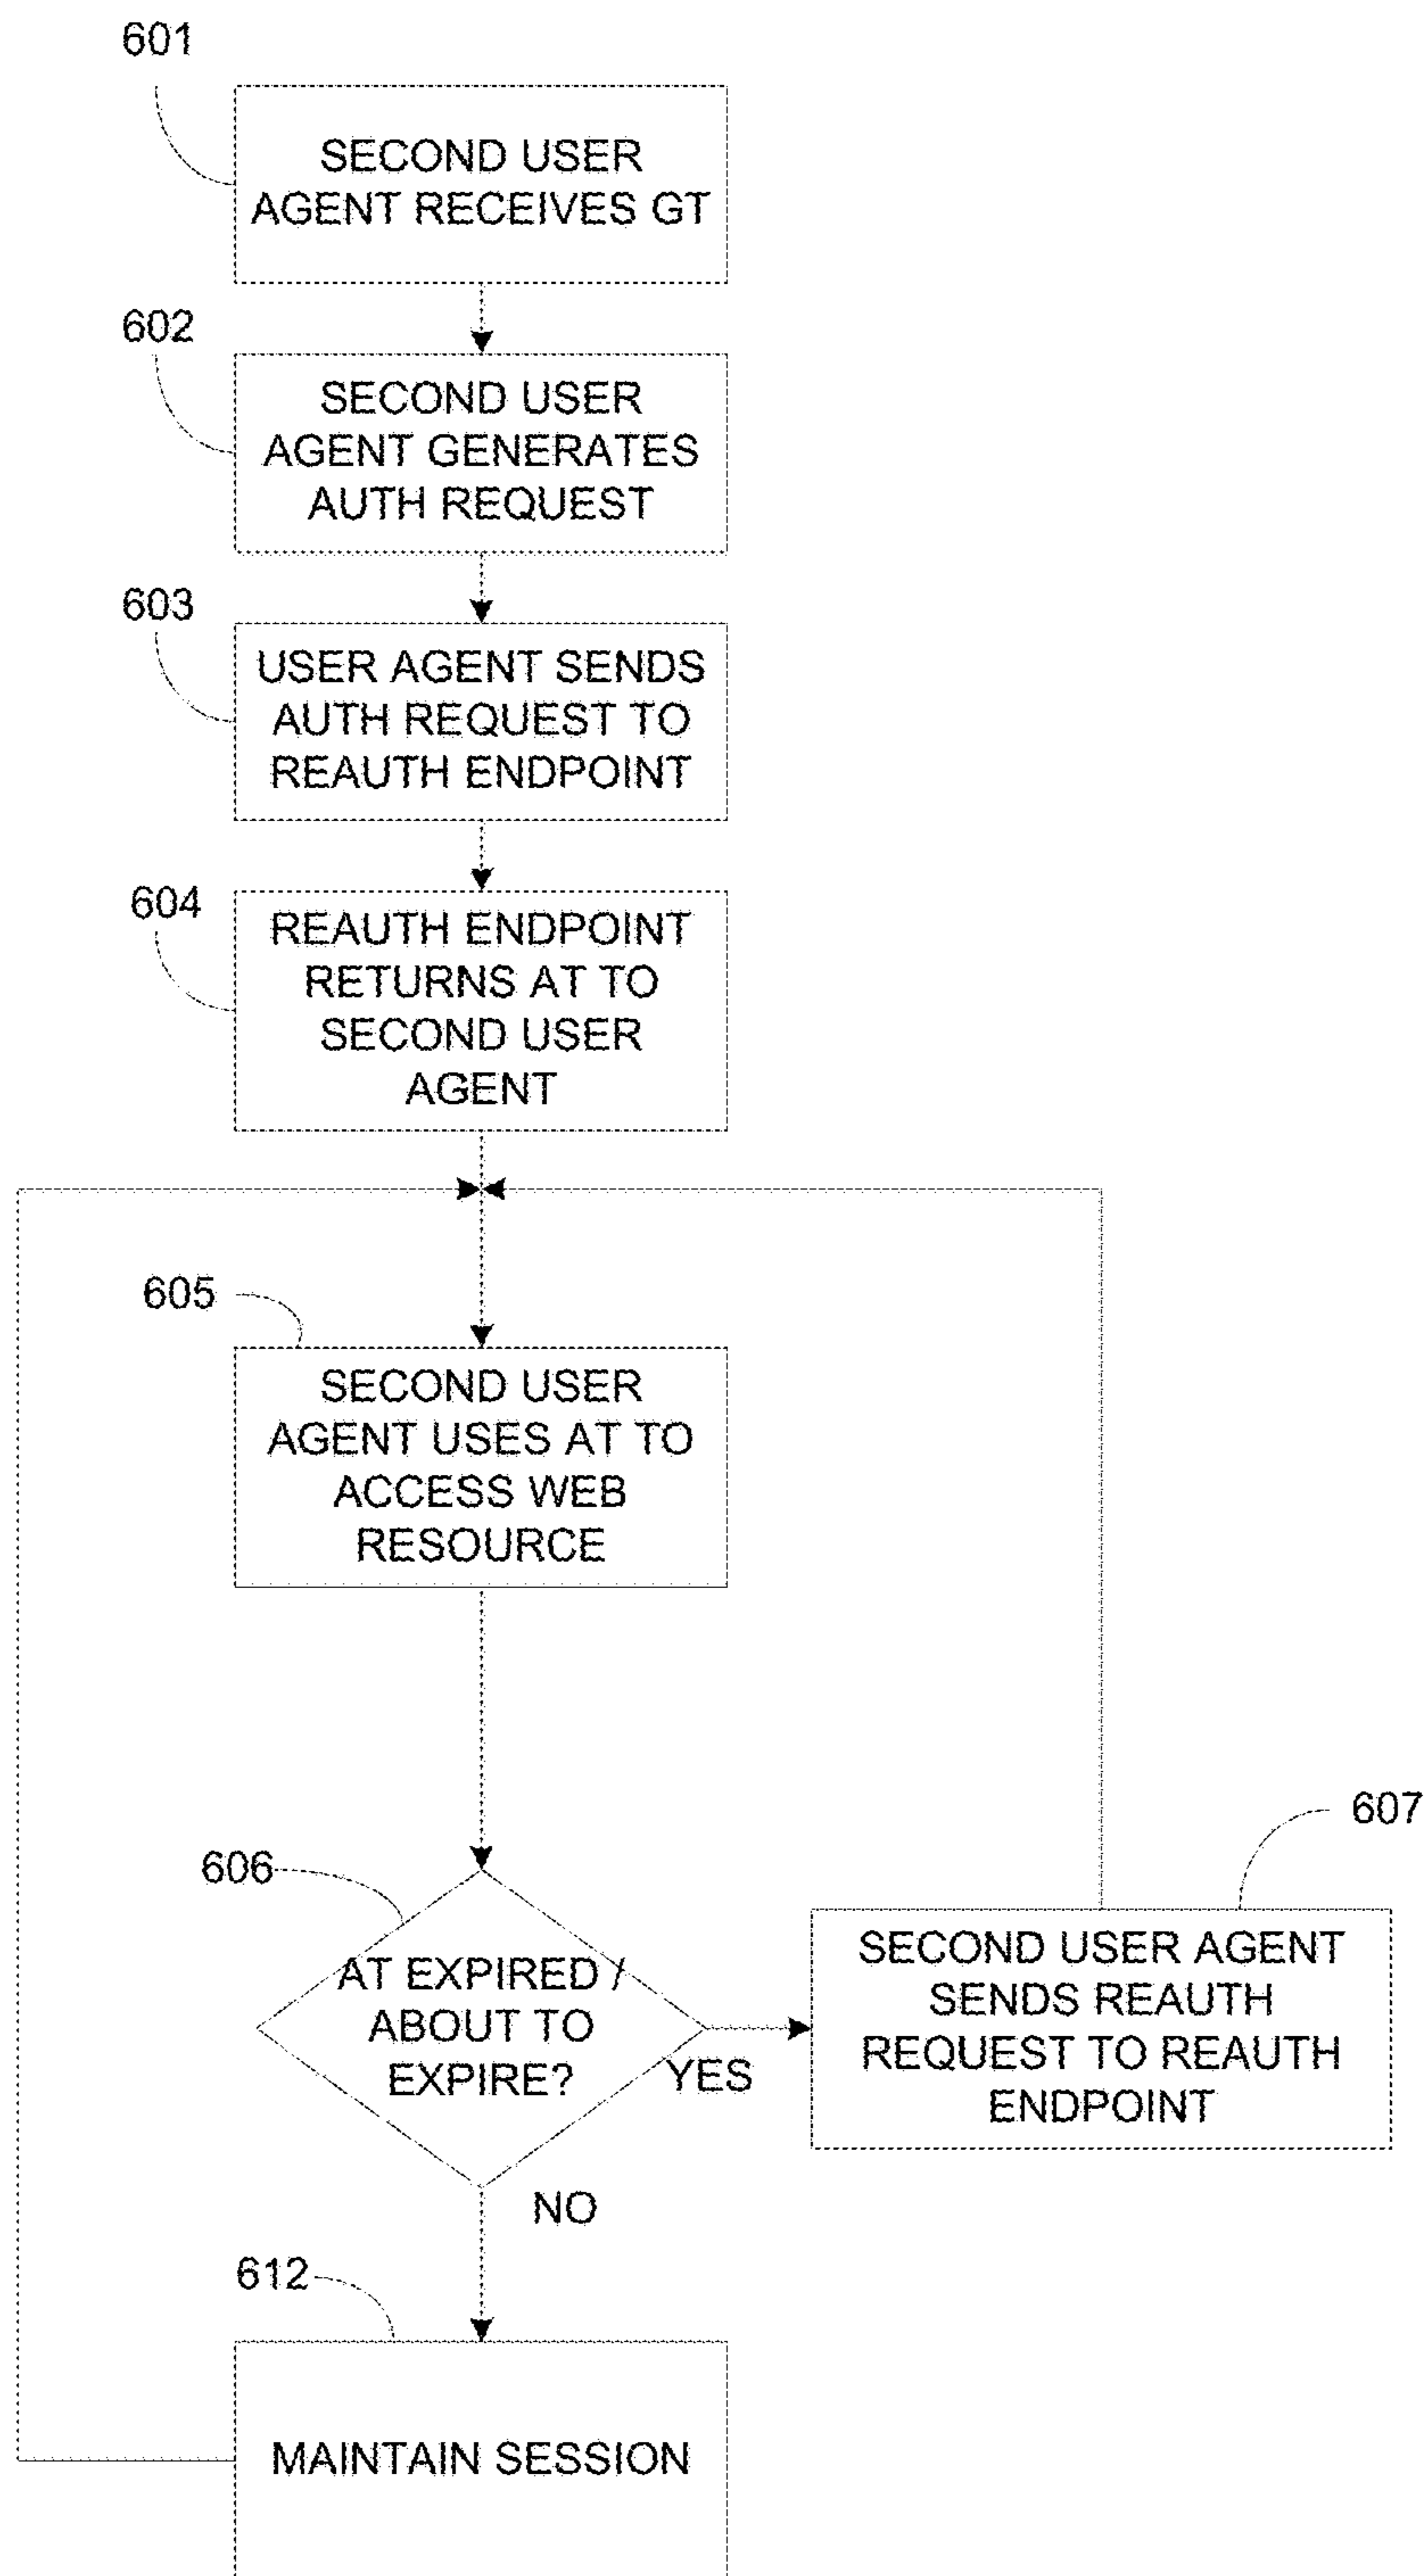 601
SECOND USER
AGENT RECEIVES GT
602
SECOND USER
AGENT GENERATES
AUTH REQUEST
603
USER AGENT SENDS
AUTH REQUEST TO
REAUTH ENDPOINT
604
REAUTH ENDPOINT
RETURNS AT TO
SECOND USER
AGENT
605
SECOND USER
AGENT USES AT TO
ACCESS WEB
RESOURCE
606
AT EXPIRED /
ABOUT TO
EXPIRE?
YES
607
SECOND USER AGENT
SENDS REAUTH
REQUEST TO REAUTH
ENDPOINT
NO
612
MAINTAIN SESSION